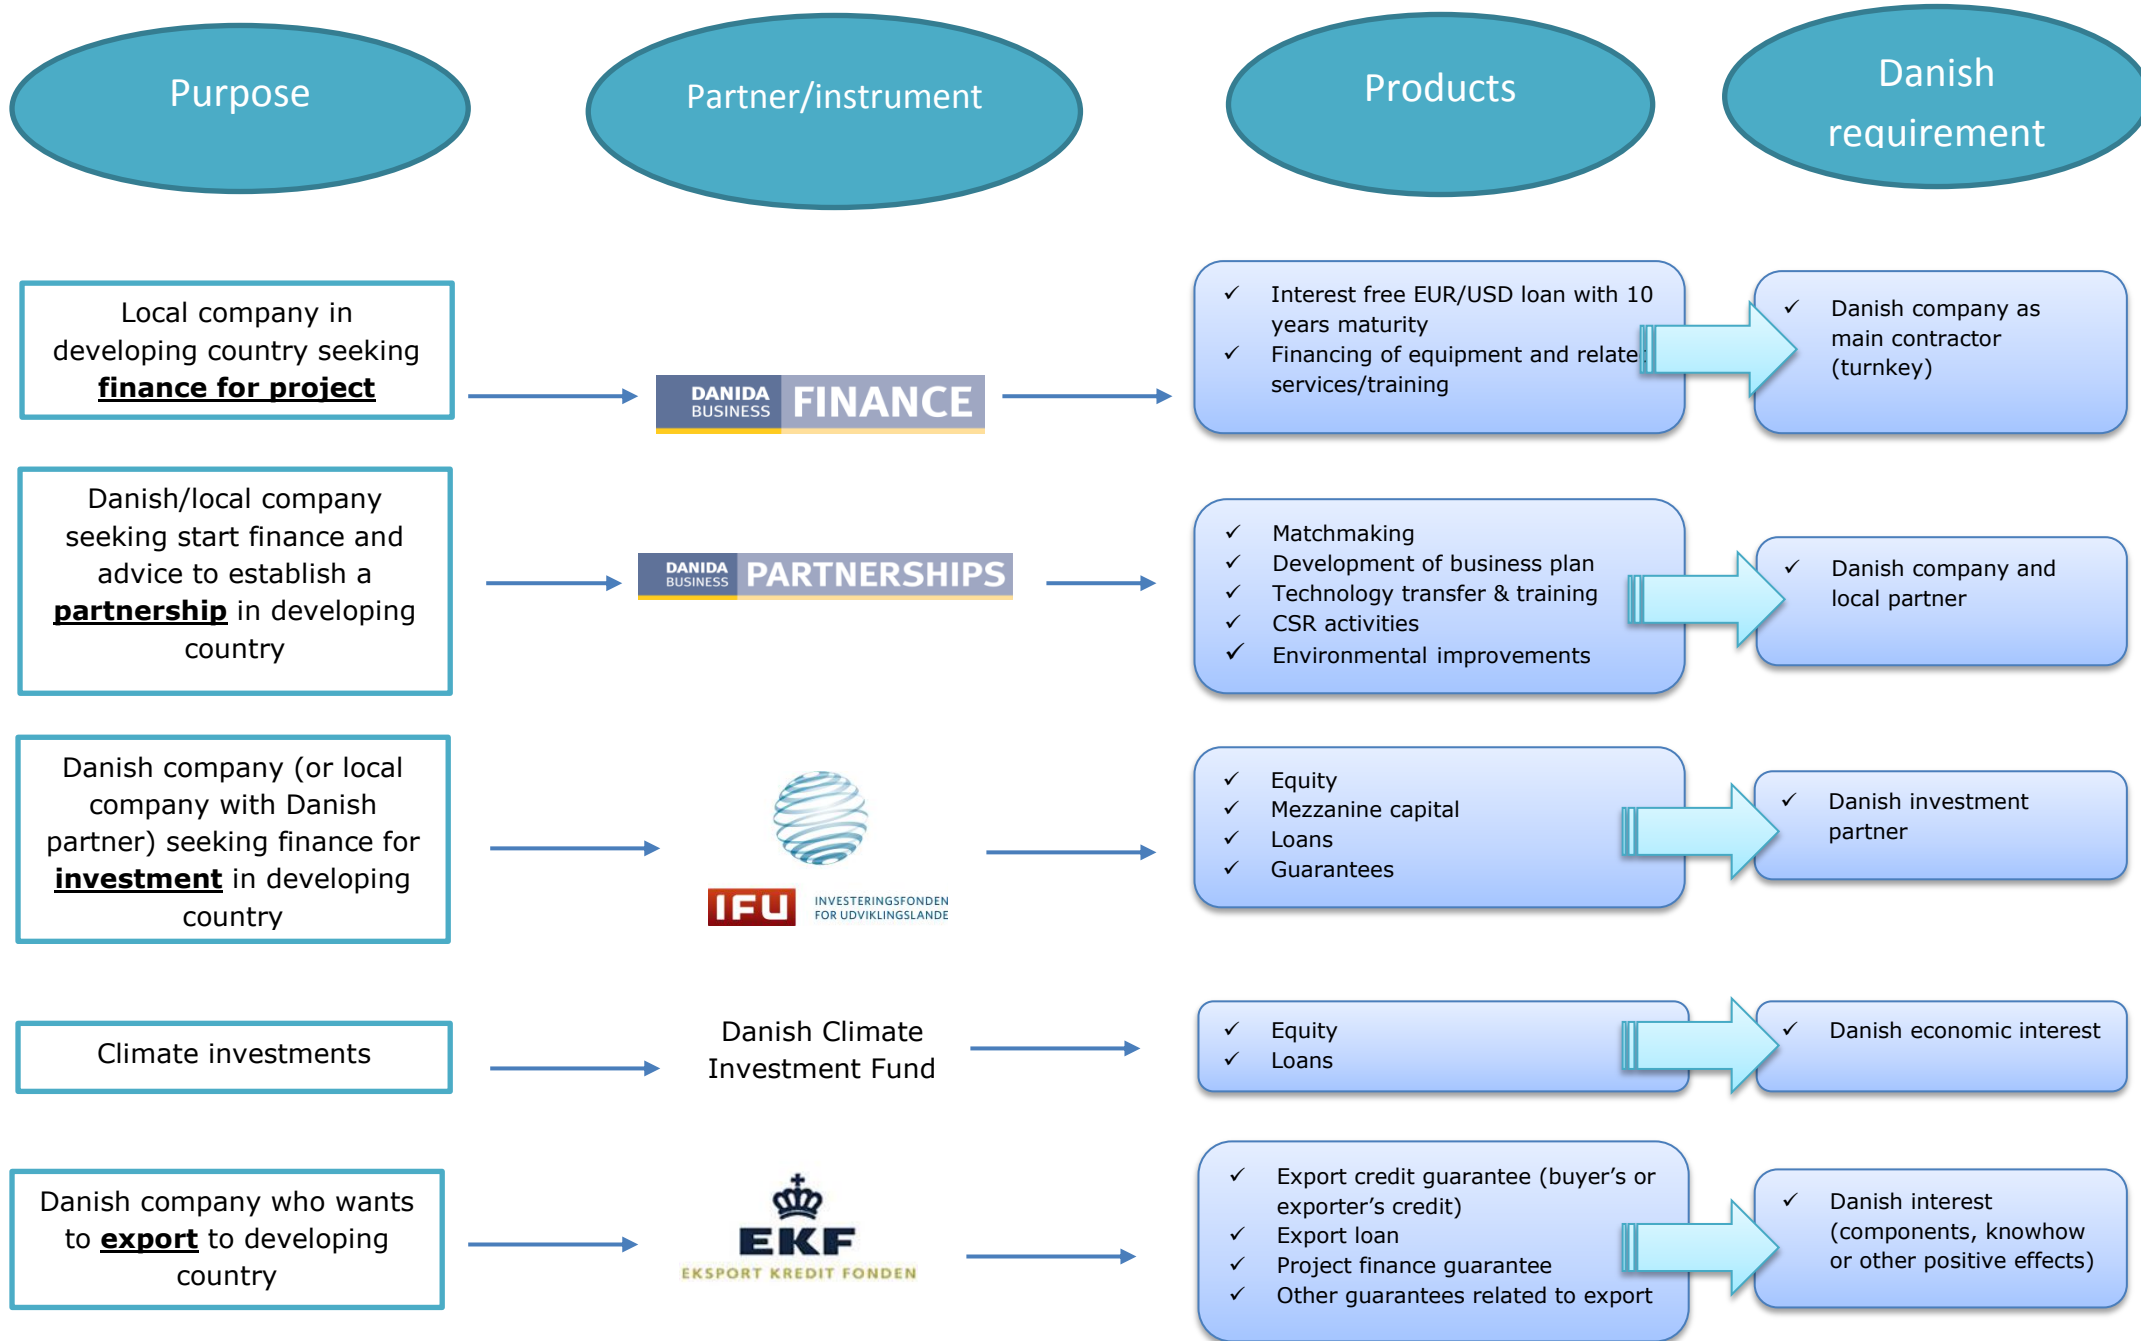 Purpose
Partner/instrument
Products
Danish
requirement
Local company in
developing country seeking
finance for project
DANIDA
BUSINESS
FINANCE
✓ Interest free EUR/USD loan with 10
years maturity
✓ Financing of equipment and related
services/training
✓ Danish company as
main contractor
(turnkey)
Danish/local company
seeking start finance and
advice to establish a
partnership in developing
country
DANIDA
BUSINESS
PARTNERSHIPS
✓ Matchmaking
✓ Development of business plan
✓ Technology transfer & training
✓ CSR activities
✓ Environmental improvements
✓ Danish company and
local partner
Danish company (or local
company with Danish
partner) seeking finance for
investment in developing
country
IFU
INVESTERINGSFONDEN
FOR UDVIKLINGSLANDE
✓ Equity
✓ Mezzanine capital
✓ Loans
✓ Guarantees
✓ Danish investment
partner
Climate investments
Danish Climate
Investment Fund
✓ Equity
✓ Loans
✓ Danish economic interest
Danish company who wants
to export to developing
country
EKF
EKSPORT KREDIT FONDEN
✓ Export credit guarantee (buyer's or
exporter's credit)
✓ Export loan
✓ Project finance guarantee
✓ Other guarantees related to export
✓ Danish interest
(components, knowhow
or other positive effects)